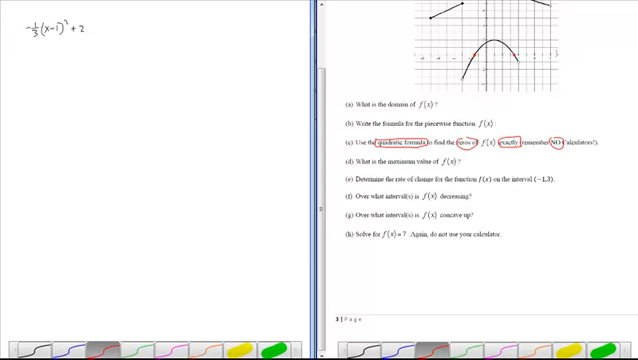 -1/3 (x-1)² + 2
(a) What is the domain of f(x)?
(b) Write the formula for the piecewise function f(x):
(c) Use the quadratic formula to find the zeros of f(x) exactly remember NO Calculators!).
(d) What is the maximum value of f(x)?
(e) Determine the rate of change for the function f(x) on the interval (−1,3).
(f) Over what interval(s) is f(x) decreasing?
(g) Over what interval(s) is f(x) concave up?
(h) Solve for f(x)=7. Again, do not use your calculator.
3 | Page